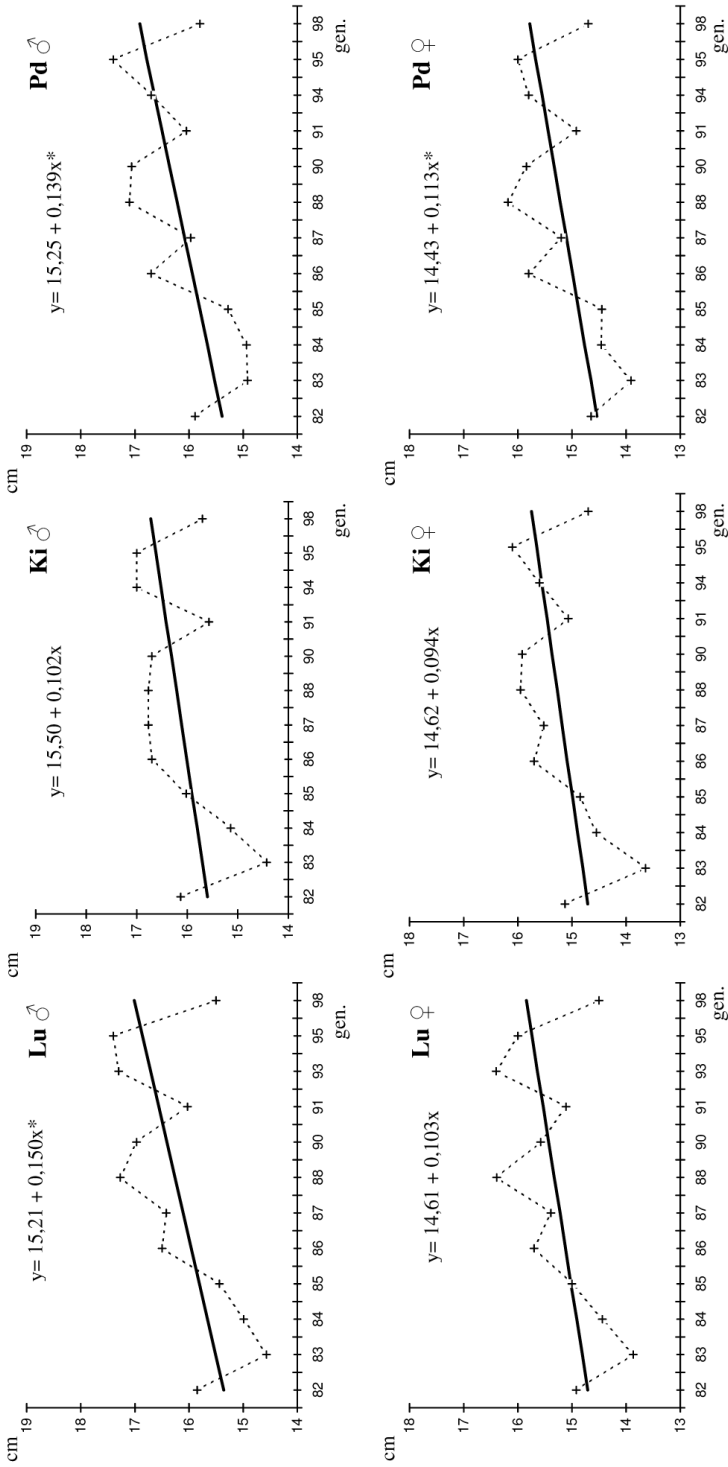 cm
Lu ♂
y= 15,21 + 0,150x*
19
18
17
16
15
14
82 83 84 85 86 87 88 90 91 93 95 98
gen.
cm
Ki ♂
y= 15,50 + 0,102x
19
18
17
16
15
14
82 83 84 85 86 87 88 90 91 94 95 98
gen.
cm
Pd ♂
y= 15,25 + 0,139x*
19
18
17
16
15
14
82 83 84 85 86 87 88 90 91 94 95 98
gen.
cm
Lu ♀
y= 14,61 + 0,103x
18
17
16
15
14
13
82 83 84 85 86 87 88 90 91 93 95 98
gen.
cm
Ki ♀
y= 14,62 + 0,094x
18
17
16
15
14
13
82 83 84 85 86 87 88 90 91 94 95 98
gen.
cm
Pd ♀
y= 14,43 + 0,113x*
18
17
16
15
14
13
82 83 84 85 86 87 88 90 91 94 95 98
gen.